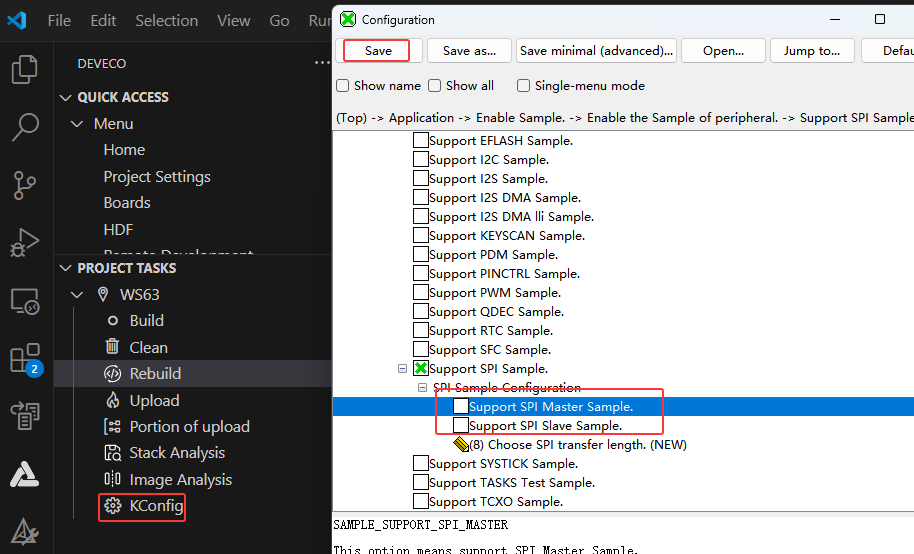 File Edit Selection View Go Run
DEVECO
QUICK ACCESS
Menu
Home
Project Settings
Boards
HDF
Remote Development
PROJECT TASKS
WS63
Build
Clean
Rebuild
Upload
Portion of upload
Stack Analysis
Image Analysis
KConfig
2
Configuration
Save Save as... Save minimal (advanced)... Open... Jump to... Defau
Show name Show all Single-menu mode
(Top) -> Application -> Enable Sample. -> Enable the Sample of peripheral. -> Support SPI Sample
Support EFLASH Sample.
Support I2C Sample.
Support I2S Sample.
Support I2S DMA Sample.
Support I2S DMA lli Sample.
Support KEYSCAN Sample.
Support PDM Sample.
Support PINCTRL Sample.
Support PWM Sample.
Support QDEC Sample.
Support RTC Sample.
Support SFC Sample.
Support SPI Sample.
SPI Sample Configuration
Support SPI Master Sample.
Support SPI Slave Sample.
(8) Choose SPI transfer length. (NEW)
Support SYSTICK Sample.
Support TASKS Test Sample.
Support TCXO Sample.
SAMPLE_SUPPORT_SPI_MASTER
This option means support SPI Master Sample.